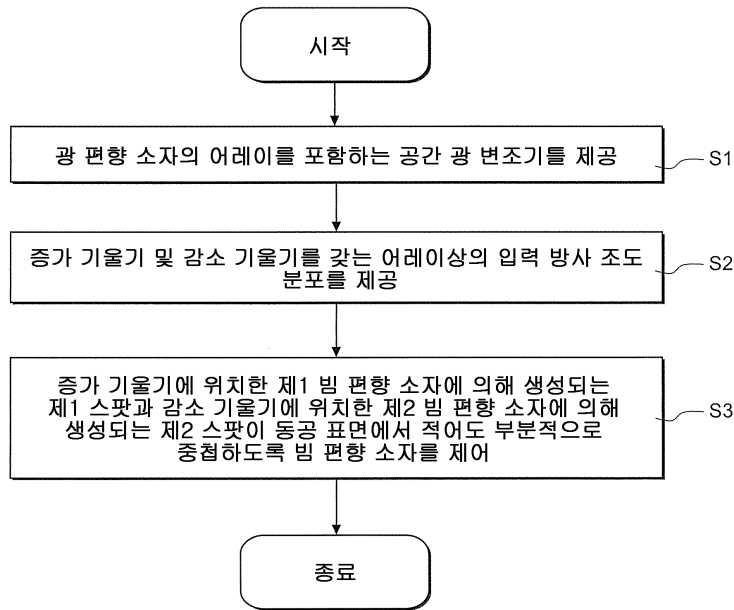 시작
광 편향 소자의 어레이를 포함하는 공간 광 변조기틀 제공
S1
증가 기울기 및 감소 기울기를 갖는 어레이상의 입력 방사 조도
분포를 제공
S2
증가 기울기에 위치한 제1 빔 편향 소자에 의해 생성되는
제1 스팟과 감소 기울기에 위치한 제2 빔 편향 소자에 의해
생성되는 제2 스팟이 동공 표면에서 적어도 부분적으로
중첩하도록 빔 편향 소자를 제어
S3
종료